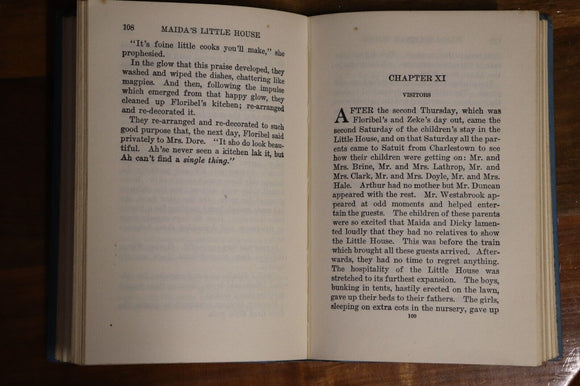 108 MAIDA'S LITTLE HOUSE
"It's foine little cooks you'll make," she
prophesied.
In the glow that this praise developed, they
washed and wiped the dishes, chattering like
magpies. And then, following the impulse
which emerged from that happy glow, they
cleaned up Floribel's kitchen; re-arranged
and re-decorated it.
They re-arranged and re-decorated to such
good purpose that, the next day, Floribel said
privately to Mrs. Dore. "It sho do look beau-
tiful. Ah'se never seen a kitchen lak it, but
Ah can't find a single thing."
CHAPTER XI
VISITORS
AFTER the second Thursday, which was
Floribel's and Zeke's day out, came the
second Saturday of the children's stay in
the Little House, and on that Saturday all the par-
ents came to Satuit from Charlestown to see
how their children were getting on: Mr. and
Mrs. Brine, Mr. and Mrs. Lathrop, Mr. and
Mrs. Clark, Mr. and Mrs. Doyle, Mr. and Mrs.
Hale. Arthur had no mother but Mr. Duncan
appeared with the rest. Mr. Westabrook
appeared at odd moments and helped enter-
tain the guests. The children of these parents
were so excited that Maida and Dicky lamented
loudly that they had no relatives to show
the Little House. This was before the train
which brought all these guests arrived. After-
wards, they had no time to regret anything.
The hospitality of the Little House was
stretched to its furthest expansion. The boys,
bunking in tents, hastily erected on the lawn,
gave up their beds to their fathers. The girls,
sleeping on extra cots in the nursery, gave up
109